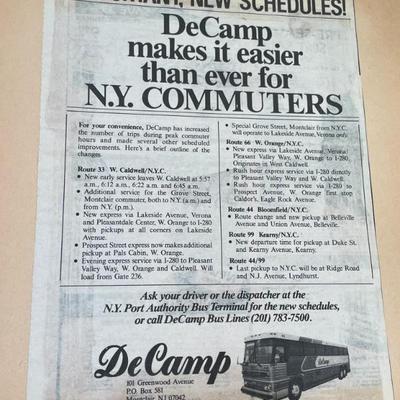 NEW SCHEDULES!
DeCamp
makes it easier
than ever for
N.Y. COMMUTERS
For your convenience, DeCamp has increased
the number of trips during peak commuter
hours and made several other scheduled
improvements. Here's a brief outline of the
changes.
Route 33 W. Caldwell/N.Y.C.
• New early service leaves W. Caldwell at 5:57
a.m., 6:12 a.m., 6:22 a.m. and 6:45 a.m.
• Additional service for the Grove Street,
Montclair commuter, both to N.Y. (a.m.) and
from N.Y. (p.m.).
• New express via Lakeside Avenue, Verona
and Pleasantdale Center, W. Orange to I-280
with pickups at all corners on Lakeside
Avenue.
• Prospect Street express now makes additional
pickup at Pals Cabin, W. Orange.
• Evening express service via I-280 to Pleasant
Valley Way, W. Orange and Caldwell. Will
load from Gate 236.
• Special Grove Street, Montclair from N.Y.C.
will operate to Lakeside Avenue, Verona
Route 66 W. Orange/N.Y.C.
• New express via Lakeside Avenue, Verona
Pleasant Valley Way, W. Orange to I-280.
Originates in West Caldwell.
• Rush hour express service via I-280 directly
to Pleasant Valley Way and W. Caldwell.
• Rush hour express service via I-280 to
Prospect Avenue, W. Orange first stop
Caldor's, Eagle Rock Avenue.
Route 44 Bloomfield/N.Y.C.
• Route change and new pickup at Belleville
Avenue and Union Avenue, Belleville.
Route 99 Kearny/N.Y.C.
• New departure time for pickup at Duke St.
and Kearny Avenue, Kearny.
Route 44/99
• Last pickup to N.Y.C. will be at Ridge Road
and N.J. Avenue, Lyndhurst.
Ask your driver or the dispatcher at the
N.Y. Port Authority Bus Terminal for the new schedules,
or call DeCamp Bus Lines (201) 783-7500.
DeCamp
101 Greenwood Avenue
P.O. Box 581
Montclair, NJ 07042